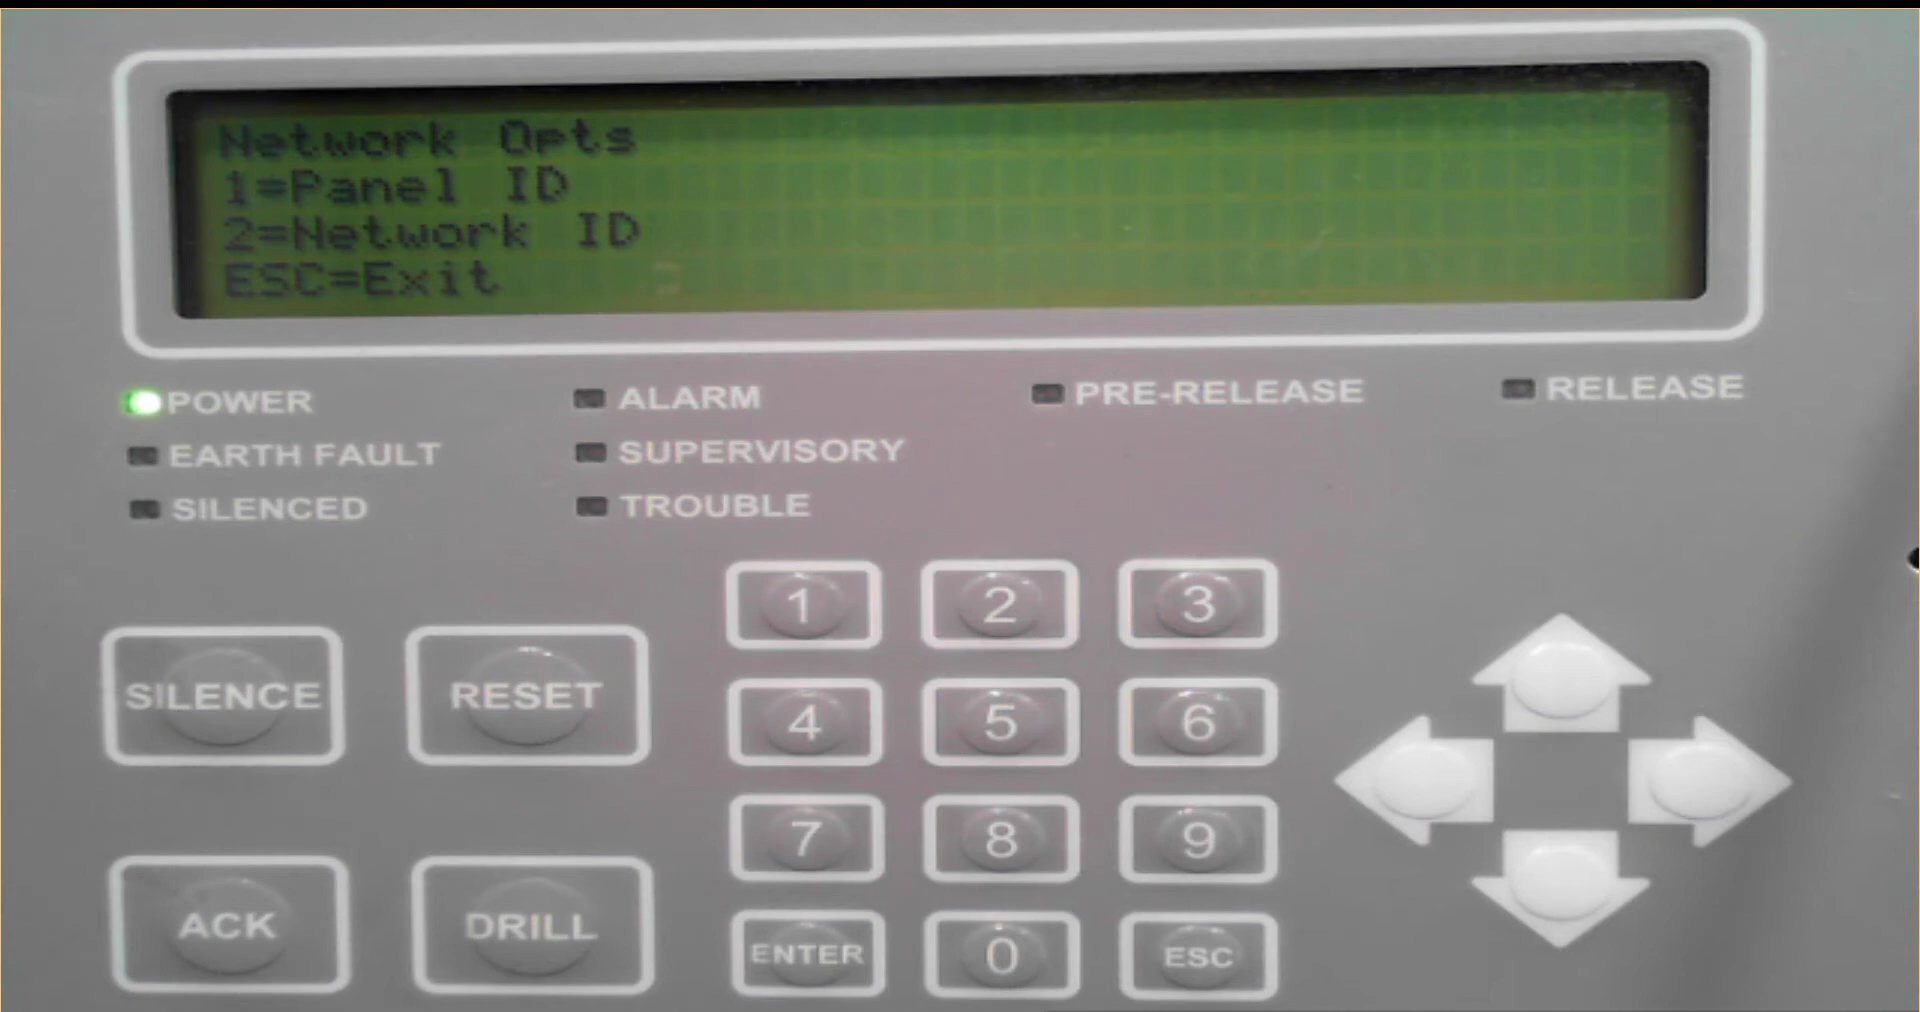 Network Opts
1=Panel ID
2=Network ID
ESC=Exit
POWER
ALARM
PRE-RELEASE
RELEASE
EARTH FAULT
SUPERVISORY
SILENCED
TROUBLE
1 2 3
SILENCE RESET
4 5 6
7 8 9
ACK DRILL
ENTER 0 ESC